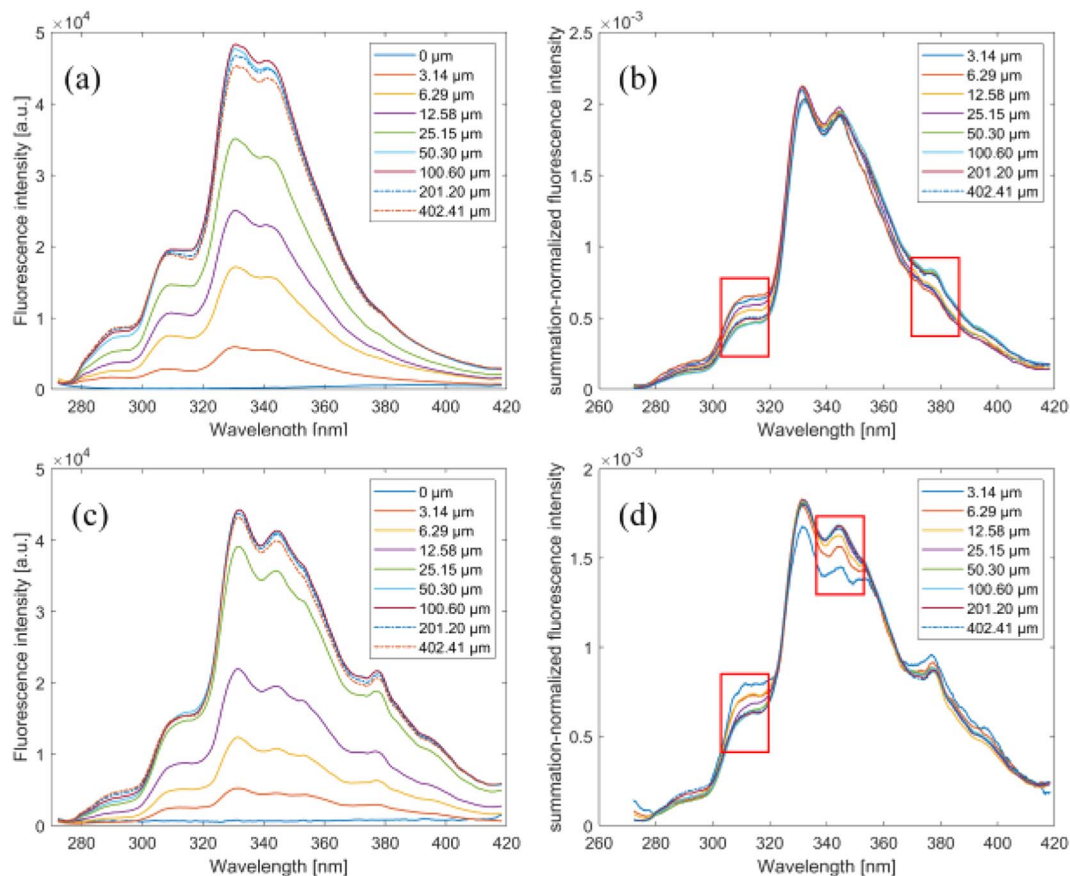 ×10⁴
5
4
3
2
1
0
Fluorescence intensity [a.u.]
(a)
0 µm
3.14 µm
6.29 µm
12.58 µm
25.15 µm
50.30 µm
100.60 µm
201.20 µm
402.41 µm
280 300 320 340 360 380 400 420
Wavelength [nm]
×10⁻³
2.5
2
1.5
1
0.5
0
summation-normalized fluorescence intensity
(b)
3.14 µm
6.29 µm
12.58 µm
25.15 µm
50.30 µm
100.60 µm
201.20 µm
402.41 µm
260 280 300 320 340 360 380 400 420
Wavelength [nm]
×10⁴
5
4
3
2
1
0
Fluorescence intensity [a.u.]
(c)
0 µm
3.14 µm
6.29 µm
12.58 µm
25.15 µm
50.30 µm
100.60 µm
201.20 µm
402.41 µm
280 300 320 340 360 380 400 420
Wavelength [nm]
×10⁻³
2
1.5
1
0.5
0
summation-normalized fluorescence intensity
(d)
3.14 µm
6.29 µm
12.58 µm
25.15 µm
50.30 µm
100.60 µm
201.20 µm
402.41 µm
260 280 300 320 340 360 380 400 420
Wavelength [nm]